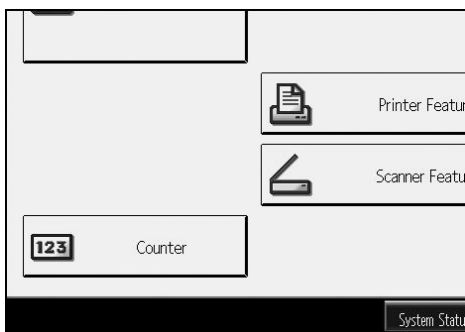 Printer Featur
Scanner Featu
123
Counter
System Statu